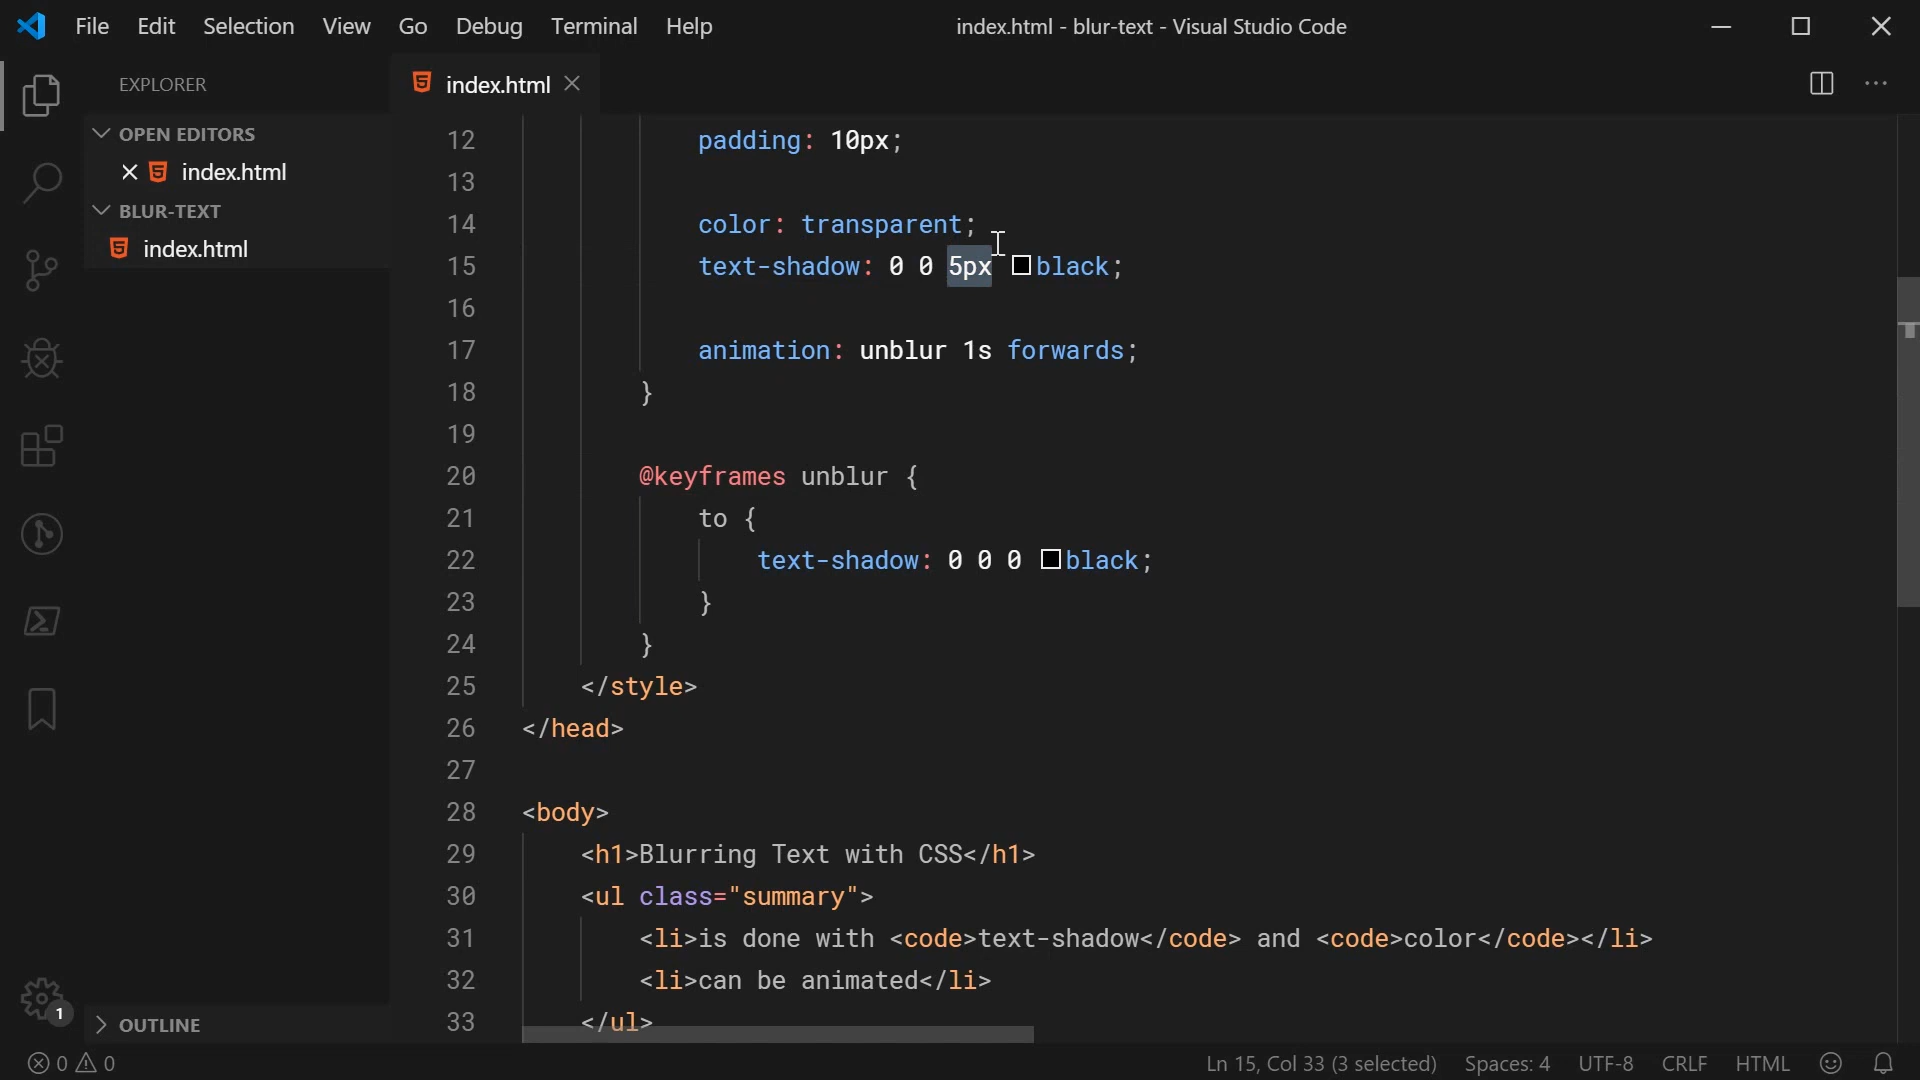 File Edit Selection View Go Debug Terminal Help index.html - blur-text - Visual Studio Code
EXPLORER
OPEN EDITORS
index.html
BLUR-TEXT
index.html
OUTLINE
1
index.html
12 padding: 10px;
13
14 color: transparent;
15 text-shadow: 0 0 5px black;
16
17 animation: unblur 1s forwards;
18 }
19
20 @keyframes unblur {
21 to {
22 text-shadow: 0 0 0 black;
23 }
24 }
25 </style>
26 </head>
27
28 <body>
29 <h1>Blurring Text with CSS</h1>
30 <ul class="summary">
31 <li>is done with <code>text-shadow</code> and <code>color</code></li>
32 <li>can be animated</li>
33 </ul>
0 0 Ln 15, Col 33 (3 selected) Spaces: 4 UTF-8 CRLF HTML